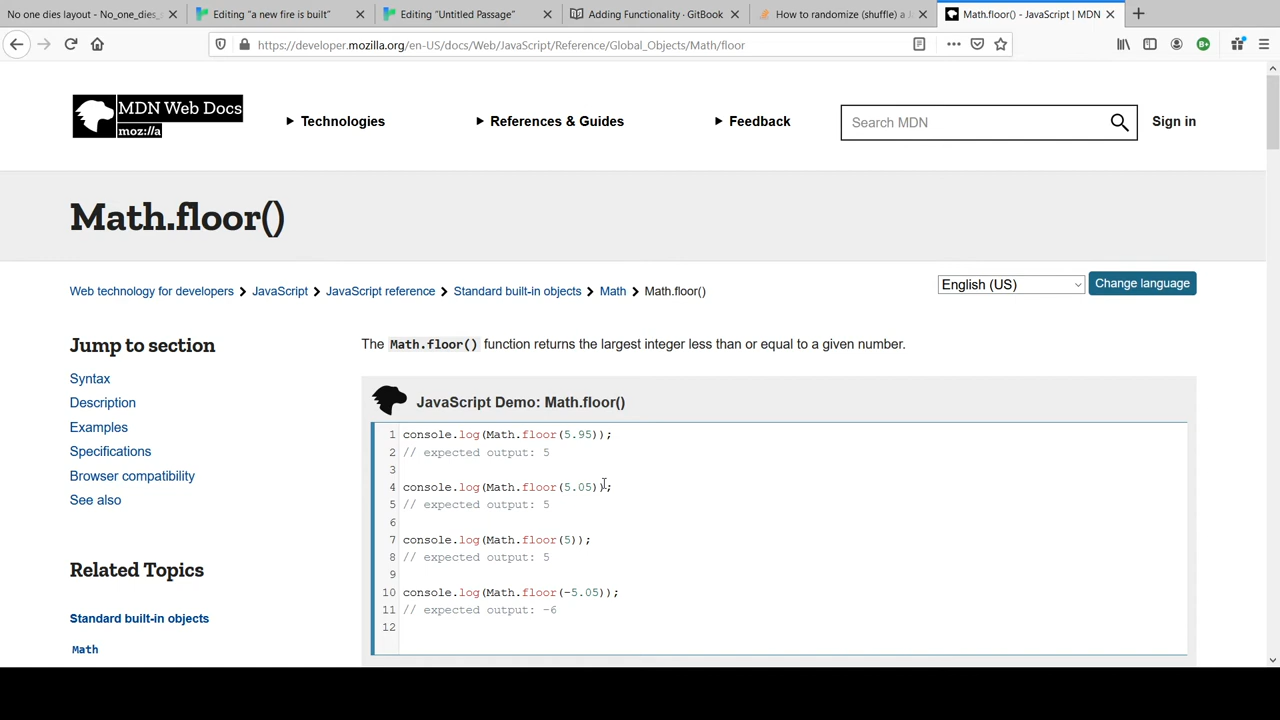 No one dies layout - No_one_dies_
Editing “a new fire is built”
Editing “Untitled Passage”
Adding Functionality · GitBook
How to randomize (shuffle) a J
Math.floor() - JavaScript | MDN
https://developer.mozilla.org/en-US/docs/Web/JavaScript/Reference/Global_Objects/Math/floor
MDN Web Docs
moz://a
Technologies
References & Guides
Feedback
Search MDN
Sign in
Math.floor()
Web technology for developers
JavaScript
JavaScript reference
Standard built-in objects
Math
Math.floor()
English (US)
Change language
Jump to section
Syntax
Description
Examples
Specifications
Browser compatibility
See also
Related Topics
Standard built-in objects
Math
The Math.floor() function returns the largest integer less than or equal to a given number.
JavaScript Demo: Math.floor()
1 console.log(Math.floor(5.95));
2 // expected output: 5
3
4 console.log(Math.floor(5.05));
5 // expected output: 5
6
7 console.log(Math.floor(5));
8 // expected output: 5
9
10 console.log(Math.floor(-5.05));
11 // expected output: -6
12